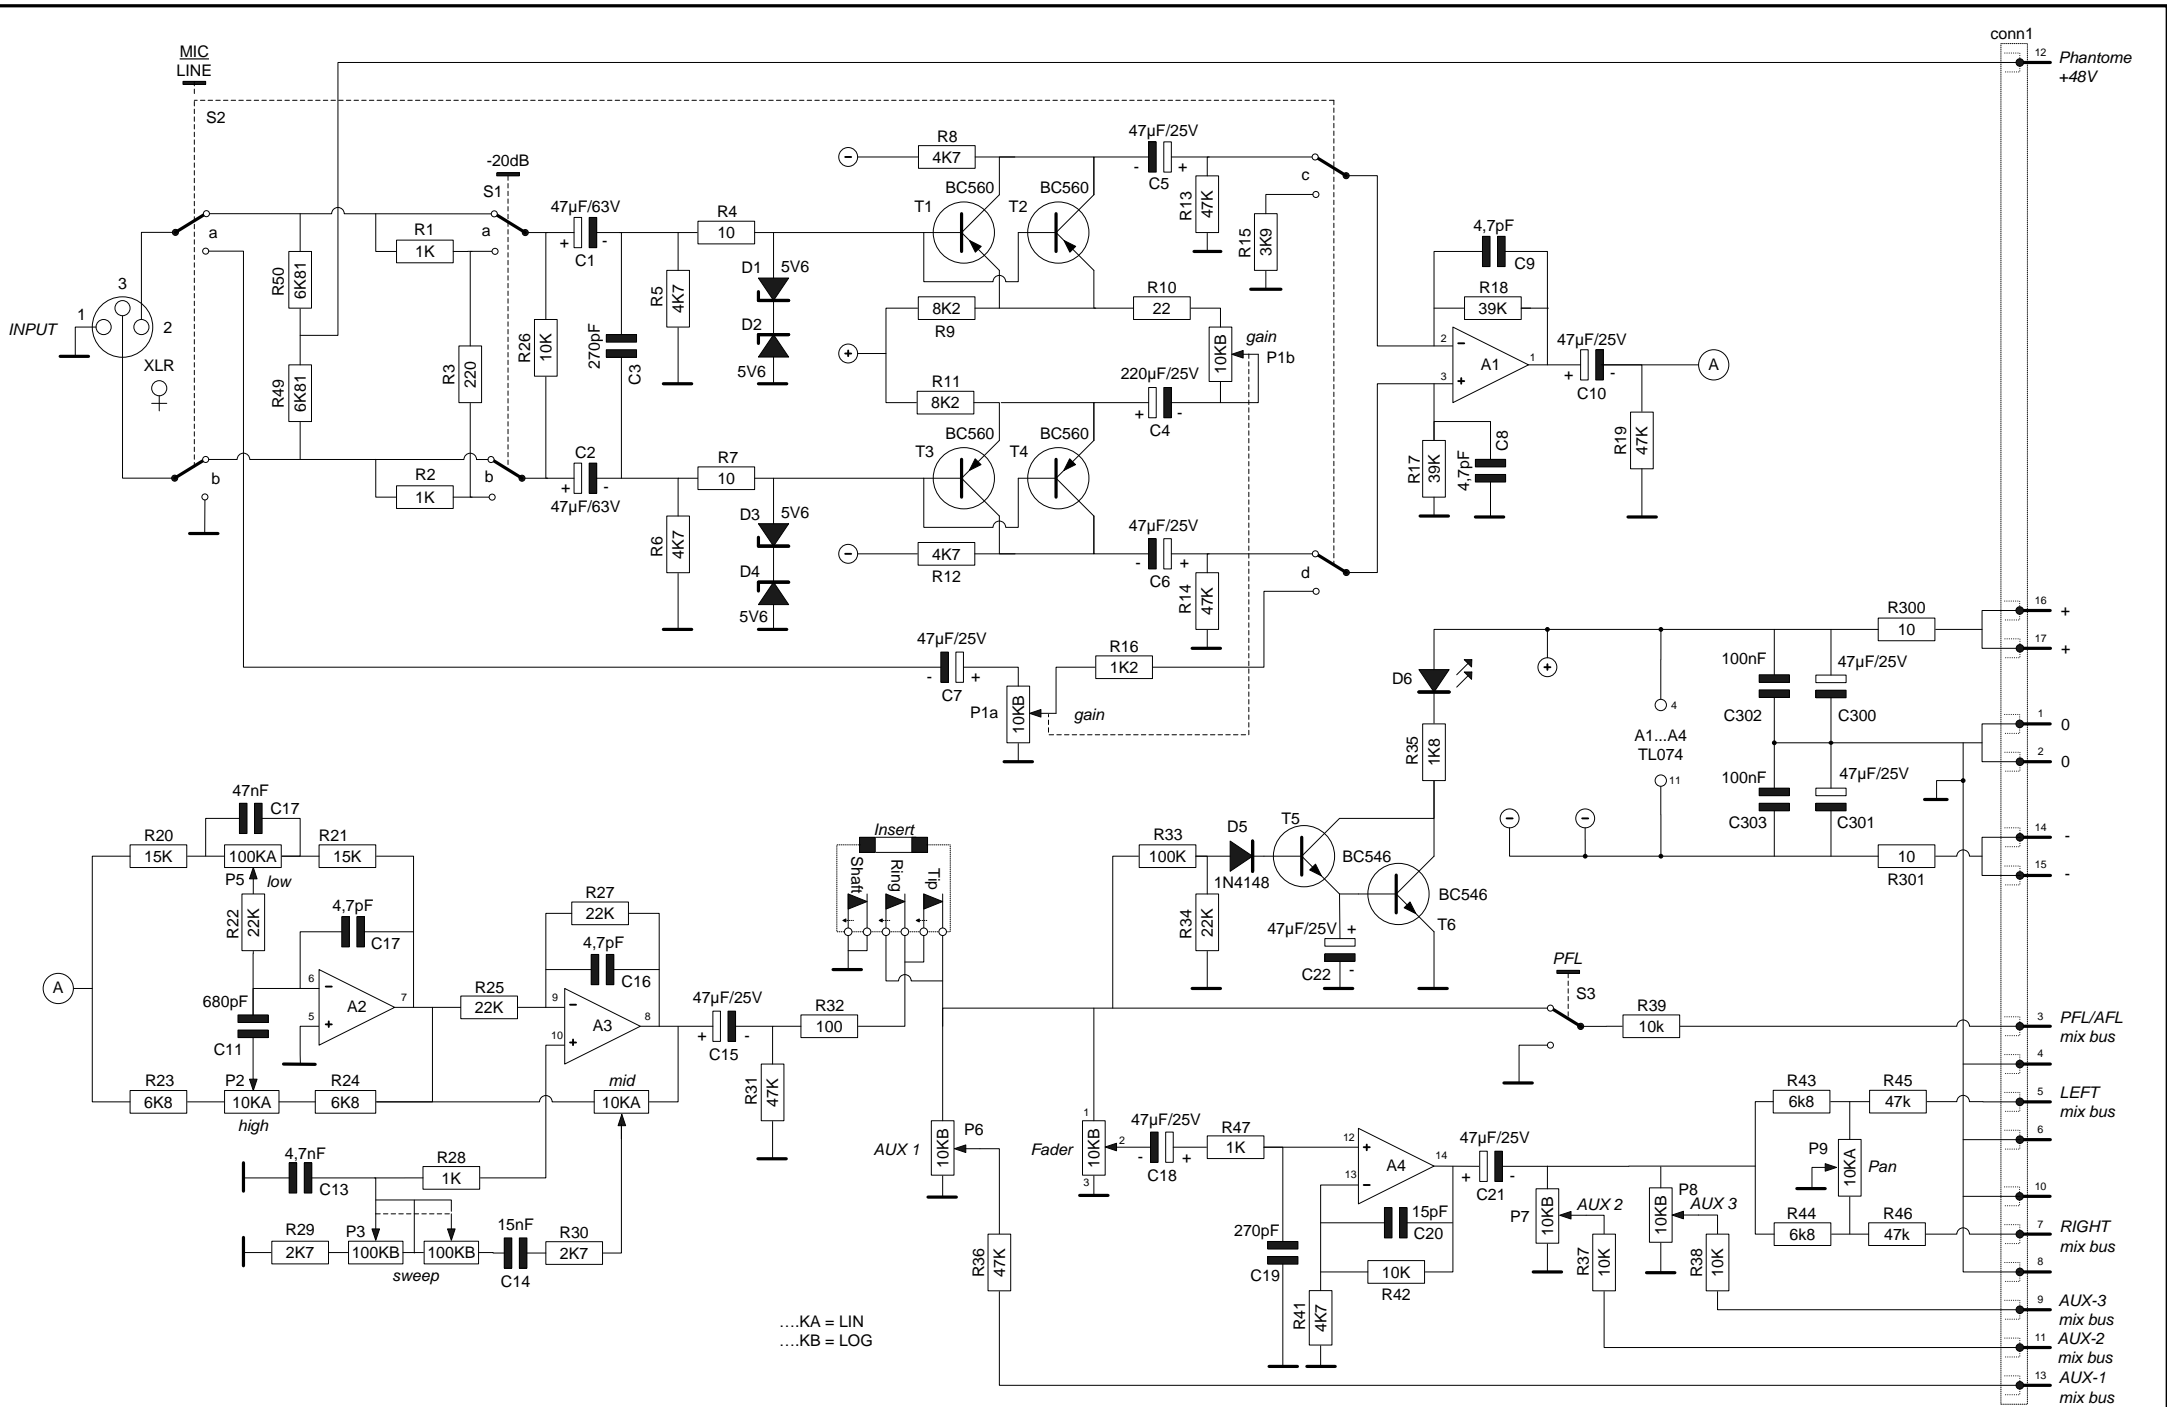 conn1
MIC
LINE
12
Phantome
+48V
S2
-20dB
S1
R8
4K7
-
47µF/25V
-
+
C5
c
BC560
BC560
T1
T2
R13
47K
R15
3K9
a
R1
1K
a
47µF/63V
+
-
C1
R4
10
D1
5V6
D2
5V6
R50
6K81
R5
4K7
4,7pF
C9
R18
39K
3
1
2
INPUT
XLR
R3
220
R26
10K
270pF
C3
8K2
R9
+
R11
8K2
R10
22
10KB
gain
P1b
220µF/25V
+
-
C4
2
-
3
+
A1
1
47µF/25V
+
-
C10
A
R49
6K81
R19
47K
R17
39K
4,7pF
C8
b
R2
1K
b
C2
+
-
47µF/63V
R7
10
BC560
BC560
T3
T4
D3
5V6
D4
5V6
R6
4K7
-
4K7
R12
47µF/25V
-
+
C6
d
R14
47K
47µF/25V
-
+
C7
P1a
10KB
gain
R16
1K2
D6
R35
1K8
+
4
A1...A4
TL074
11
-
-
R300
10
16
+
17
+
100nF
C302
47µF/25V
C300
1
0
2
0
100nF
C303
47µF/25V
C301
10
R301
14
-
15
-
47nF
C17
R20
15K
100KA
R21
15K
P5
low
R22
22K
4,7pF
C17
A
680pF
C11
6
-
5
+
A2
7
R23
6K8
P2
10KA
high
R24
6K8
R25
22K
R27
22K
4,7pF
C16
9
-
10
+
A3
8
mid
10KA
47µF/25V
+
-
C15
R31
47K
R32
100
Insert
Shaft
Ring
Tip
R33
100K
D5
1N4148
T5
BC546
BC546
T6
R34
22K
47µF/25V
+
-
C22
PFL
S3
R39
10k
3
PFL/AFL
mix bus
4
4,7nF
C13
R28
1K
R29
2K7
P3
100KB
100KB
sweep
15nF
C14
R30
2K7
AUX 1
10KB
P6
R36
47K
Fader
1
10KB
2
3
47µF/25V
-
+
C18
R47
1K
270pF
C19
12
+
13
-
A4
14
15pF
C20
10K
R42
R41
4K7
47µF/25V
+
-
C21
P7
10KB
AUX 2
R37
10K
P8
10KB
AUX 3
R38
10K
R43
6k8
R45
47k
P9
10KA
Pan
R44
6k8
R46
47k
5
LEFT
mix bus
6
10
7
RIGHT
mix bus
8
9
AUX-3
mix bus
11
AUX-2
mix bus
13
AUX-1
mix bus
....KA = LIN
....KB = LOG